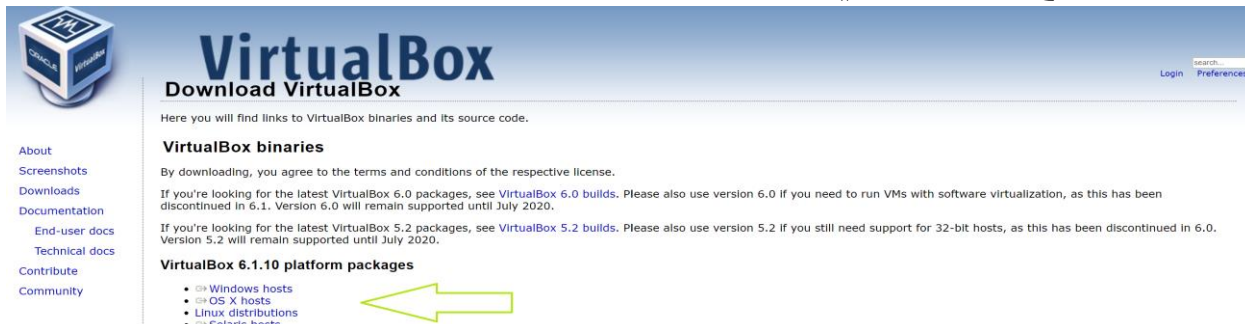 VirtualBox
Download VirtualBox
search...
Login Preferences
Here you will find links to VirtualBox binaries and its source code.
VirtualBox binaries
By downloading, you agree to the terms and conditions of the respective license.
If you're looking for the latest VirtualBox 6.0 packages, see VirtualBox 6.0 builds. Please also use version 6.0 if you need to run VMs with software virtualization, as this has been
discontinued in 6.1. Version 6.0 will remain supported until July 2020.
If you're looking for the latest VirtualBox 5.2 packages, see VirtualBox 5.2 builds. Please also use version 5.2 if you still need support for 32-bit hosts, as this has been discontinued in 6.0.
Version 5.2 will remain supported until July 2020.
VirtualBox 6.1.10 platform packages
Windows hosts
OS X hosts
Linux distributions
Solaris hosts
About
Screenshots
Downloads
Documentation
End-user docs
Technical docs
Contribute
Community
ORACLE
VirtualBox
VM